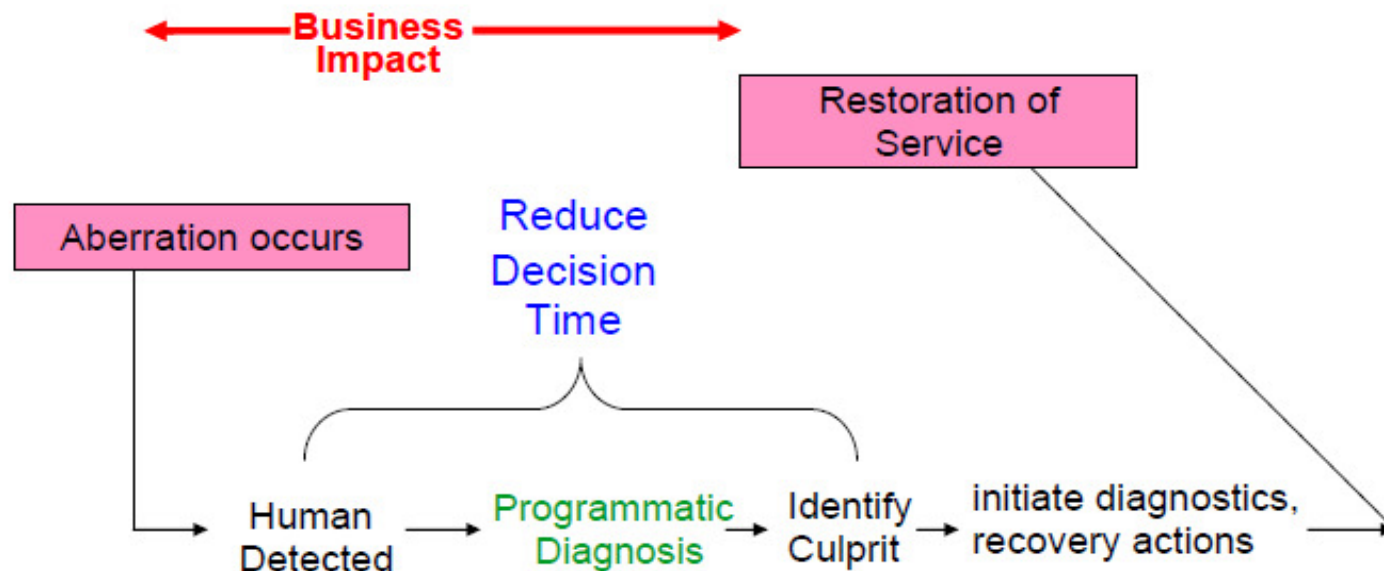 Business
Impact
Restoration of
Service
Aberration occurs
Reduce
Decision
Time
Human
Detected
Programmatic
Diagnosis
Identify
Culprit
initiate diagnostics,
recovery actions